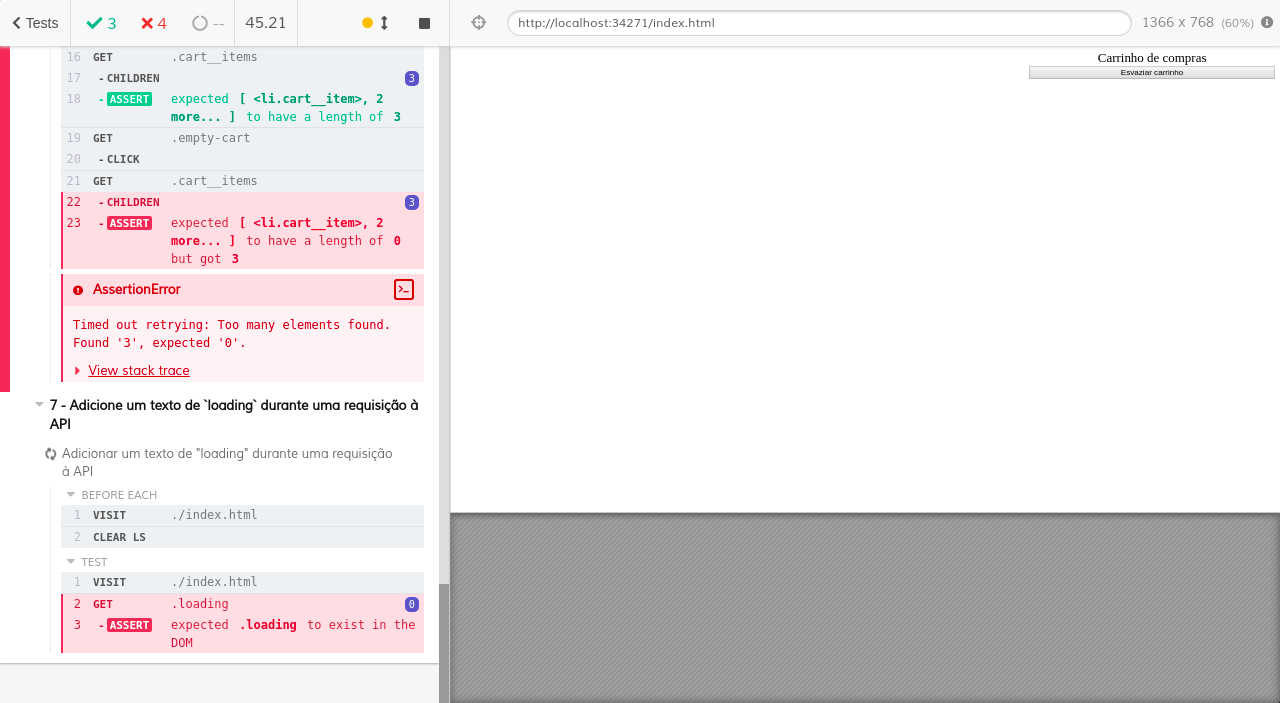 Tests 3 4 -- 45.21 http://localhost:34271/index.html 1366 x 768 (60%)
16 GET .cart__items
17 - CHILDREN 3
18 - ASSERT expected [ <li.cart__item>, 2
more... ] to have a length of 3
19 GET .empty-cart
20 - CLICK
21 GET .cart__items
22 - CHILDREN 3
23 - ASSERT expected [ <li.cart__item>, 2
more... ] to have a length of 0
but got 3
AssertionError
Timed out retrying: Too many elements found.
Found '3', expected '0'.
View stack trace
7 - Adicione um texto de `loading` durante uma requisição à
API
Adicionar um texto de "loading" durante uma requisição
à API
BEFORE EACH
1 VISIT ./index.html
2 CLEAR LS
TEST
1 VISIT ./index.html
2 GET .loading 0
3 - ASSERT expected .loading to exist in the
DOM
Carrinho de compras
Esvaziar carrinho